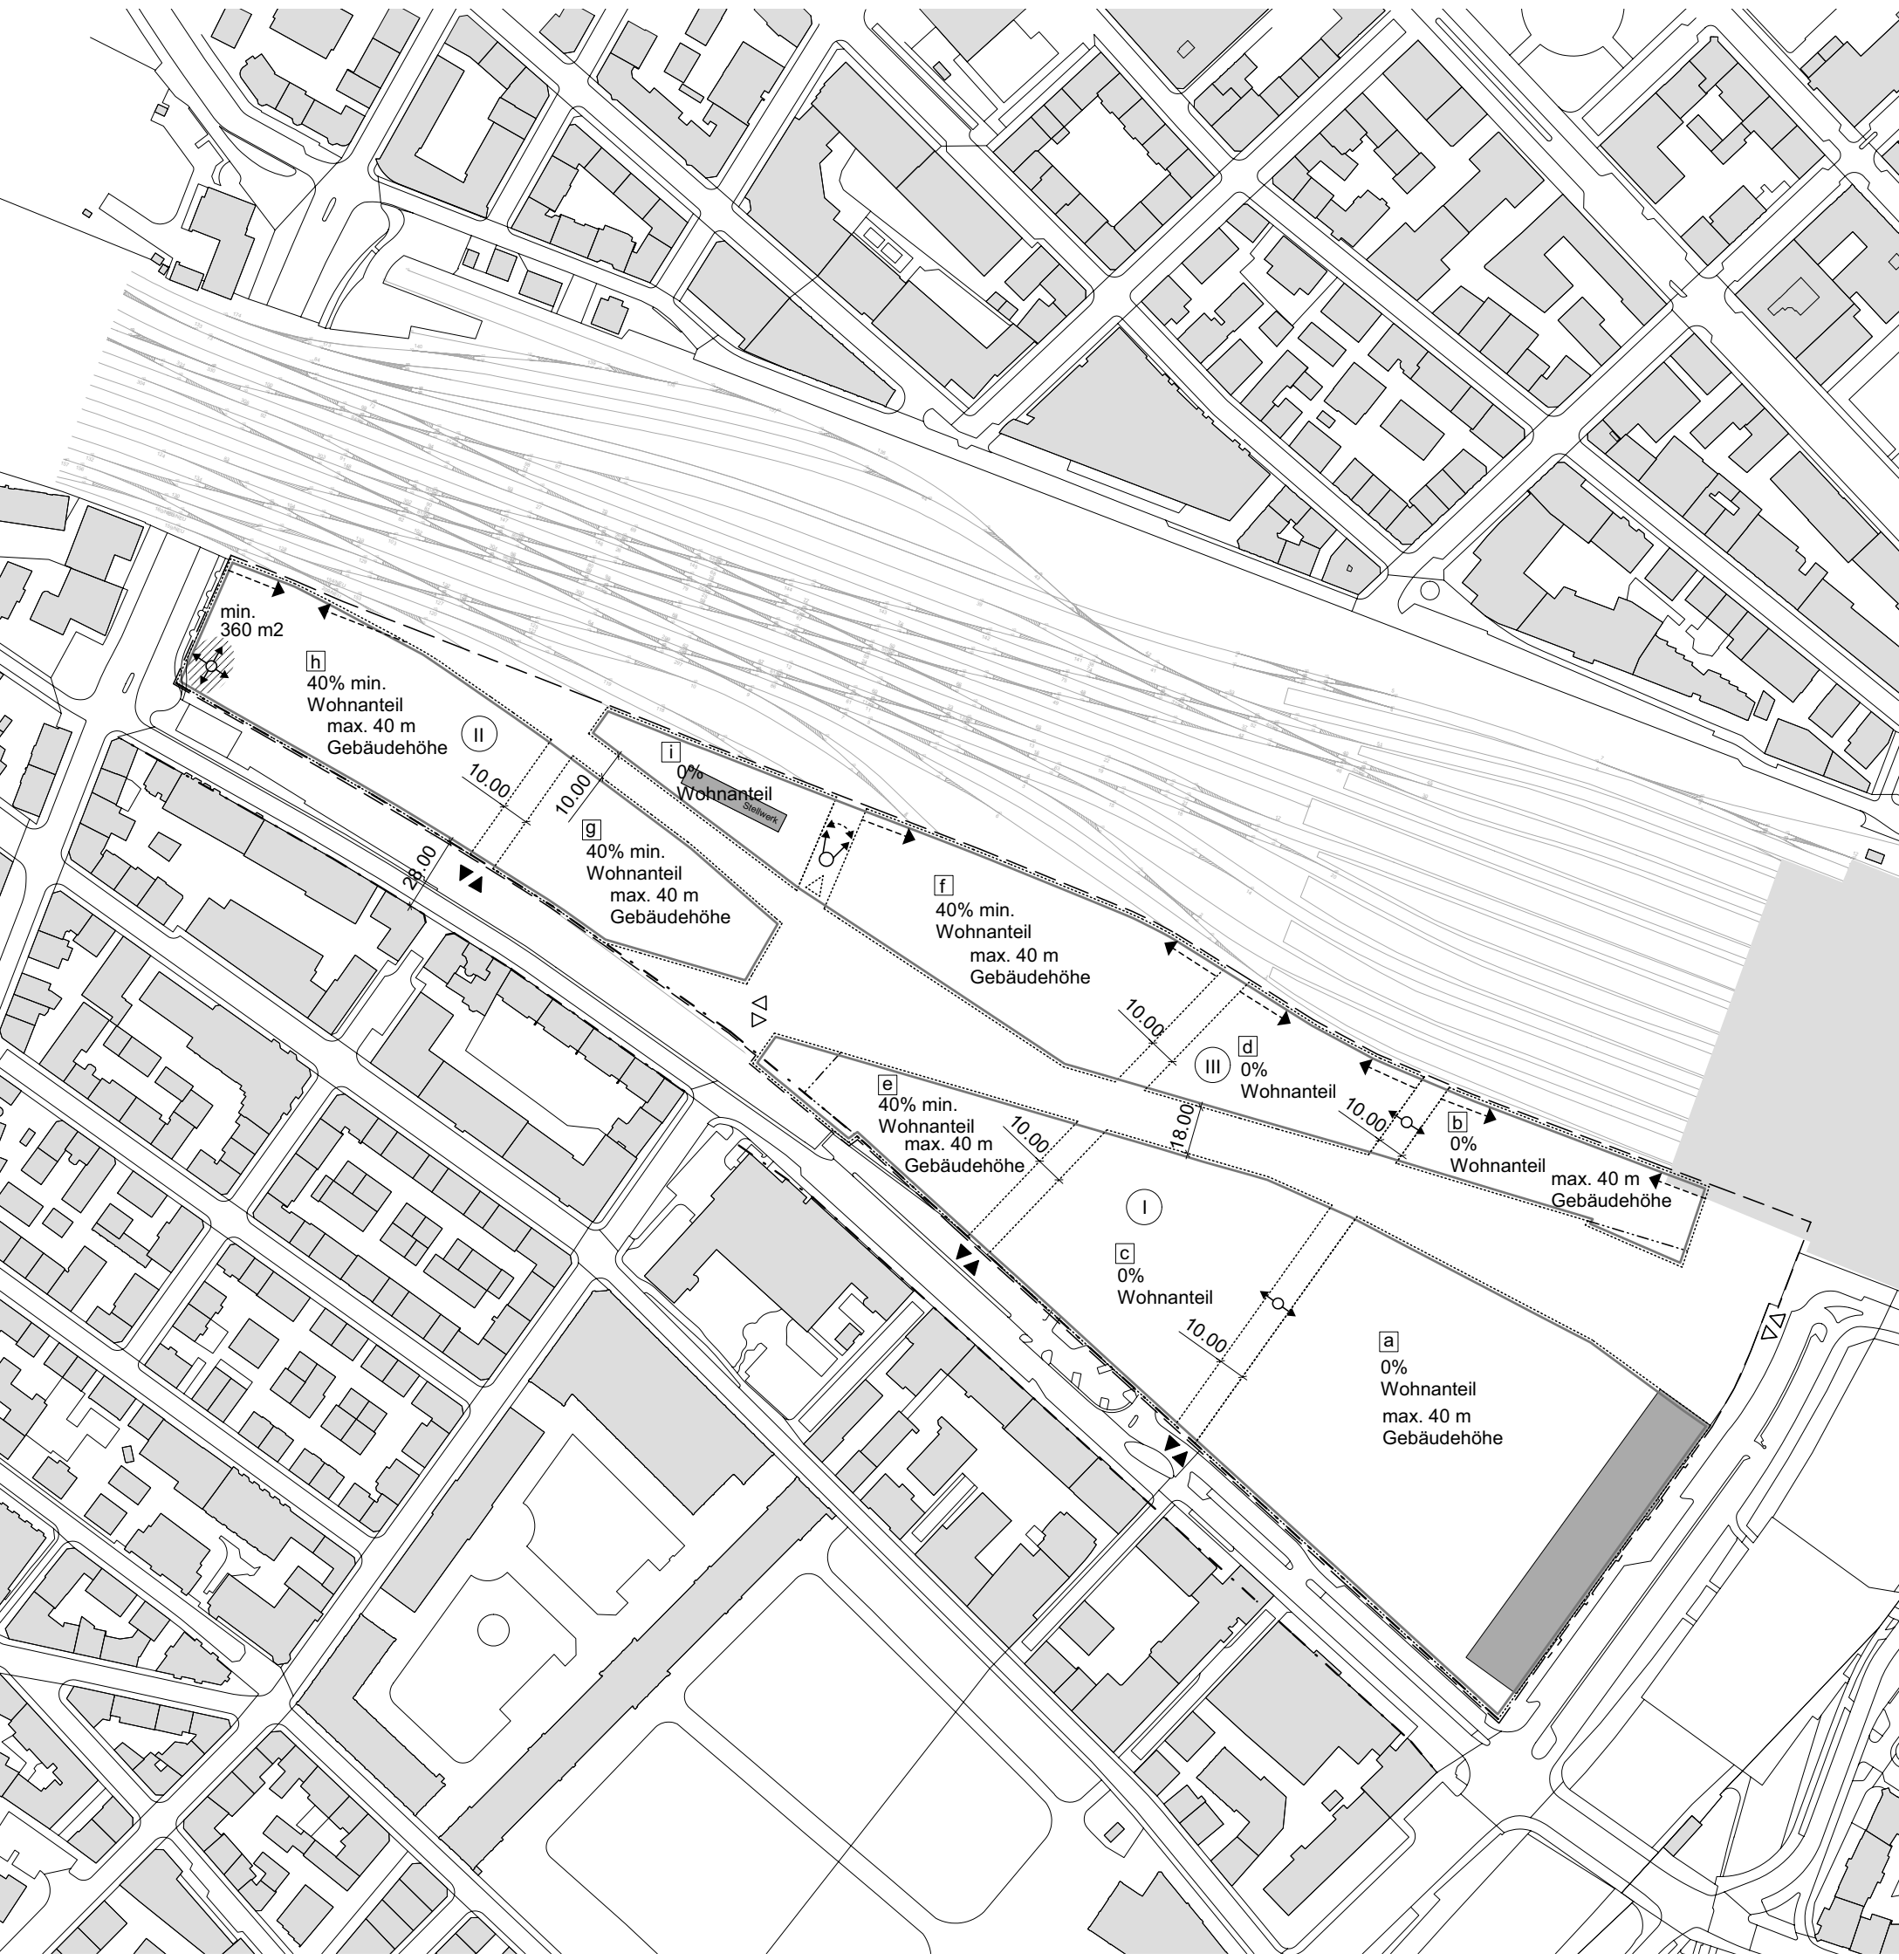 min.
360 m2
h
40% min.
Wohnanteil
max. 40 m
Gebäudehöhe
II
10.00
10.00
28.00
i
0%
Wohnanteil
Stellwerk
g
40% min.
Wohnanteil
max. 40 m
Gebäudehöhe
f
40% min.
Wohnanteil
max. 40 m
Gebäudehöhe
10.00
III
d
0%
Wohnanteil
10.00
b
0%
Wohnanteil
max. 40 m
Gebäudehöhe
e
40% min.
Wohnanteil
max. 40 m
Gebäudehöhe
10.00
18.00
I
c
0%
Wohnanteil
10.00
a
0%
Wohnanteil
max. 40 m
Gebäudehöhe